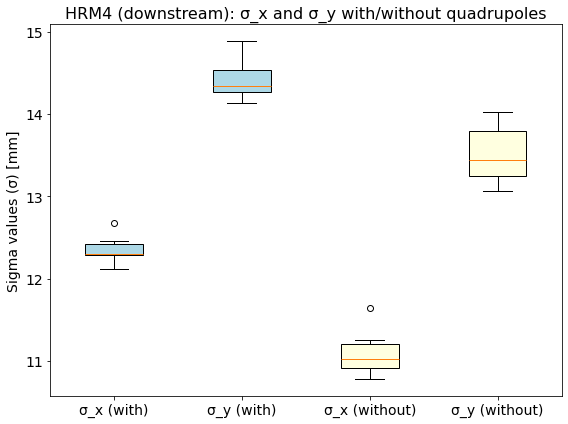 HRM4 (downstream): σ_x and σ_y with/without quadrupoles
Sigma values (σ) [mm]
15
14
13
12
11
σ_x (with) σ_y (with) σ_x (without) σ_y (without)